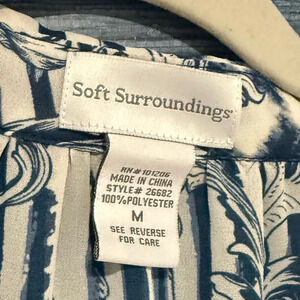 Soft Surroundings
RN#101206
MADE IN CHINA
STYLE# 26682
100%POLYESTER
M
SEE REVERSE
FOR CARE